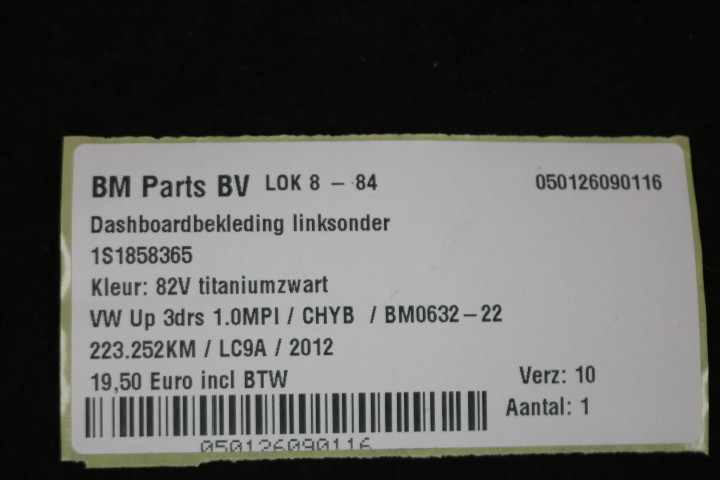 BM Parts BV LOK 8 - 84 050126090116
Dashboardbekleding linksonder
1S1858365
Kleur: 82V titaniumzwart
VW Up 3drs 1.0MPI / CHYB / BM0632-22
223.252KM / LC9A / 2012
19,50 Euro incl BTW Verz: 10
Aantal: 1
050126090116